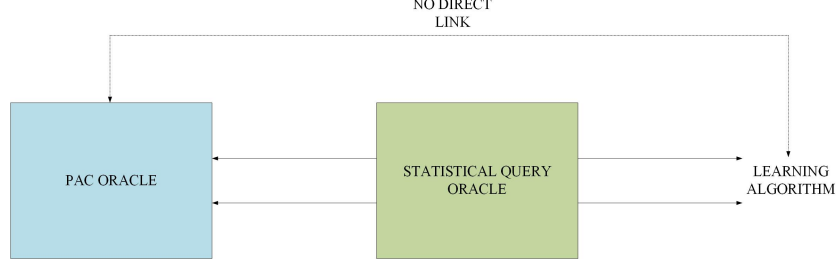 NO DIRECT
LINK
PAC ORACLE
STATISTICAL QUERY
ORACLE
LEARNING
ALGORITHM